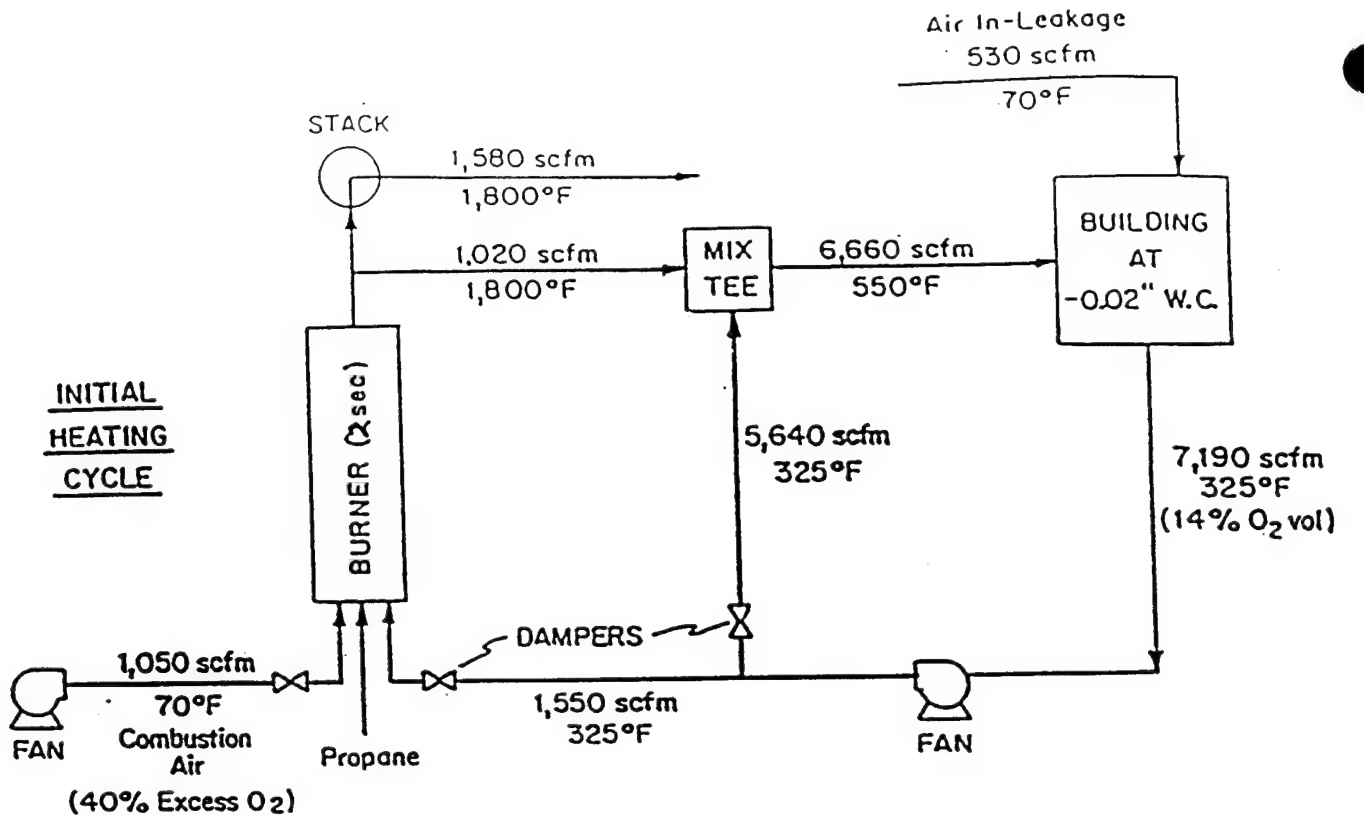 Air In-Leakage
530 scfm
70°F
STACK
1,580 scfm
1,800°F
1,020 scfm
1,800°F
MIX
TEE
6,660 scfm
550°F
BUILDING
AT
-0.02" W.C.
INITIAL
HEATING
CYCLE
BURNER (2sec)
5,640 scfm
325°F
7,190 scfm
325°F
(14% O2 vol)
DAMPERS
1,050 scfm
70°F
Combustion
Air
(40% Excess O2)
FAN
Propane
1,550 scfm
325°F
FAN